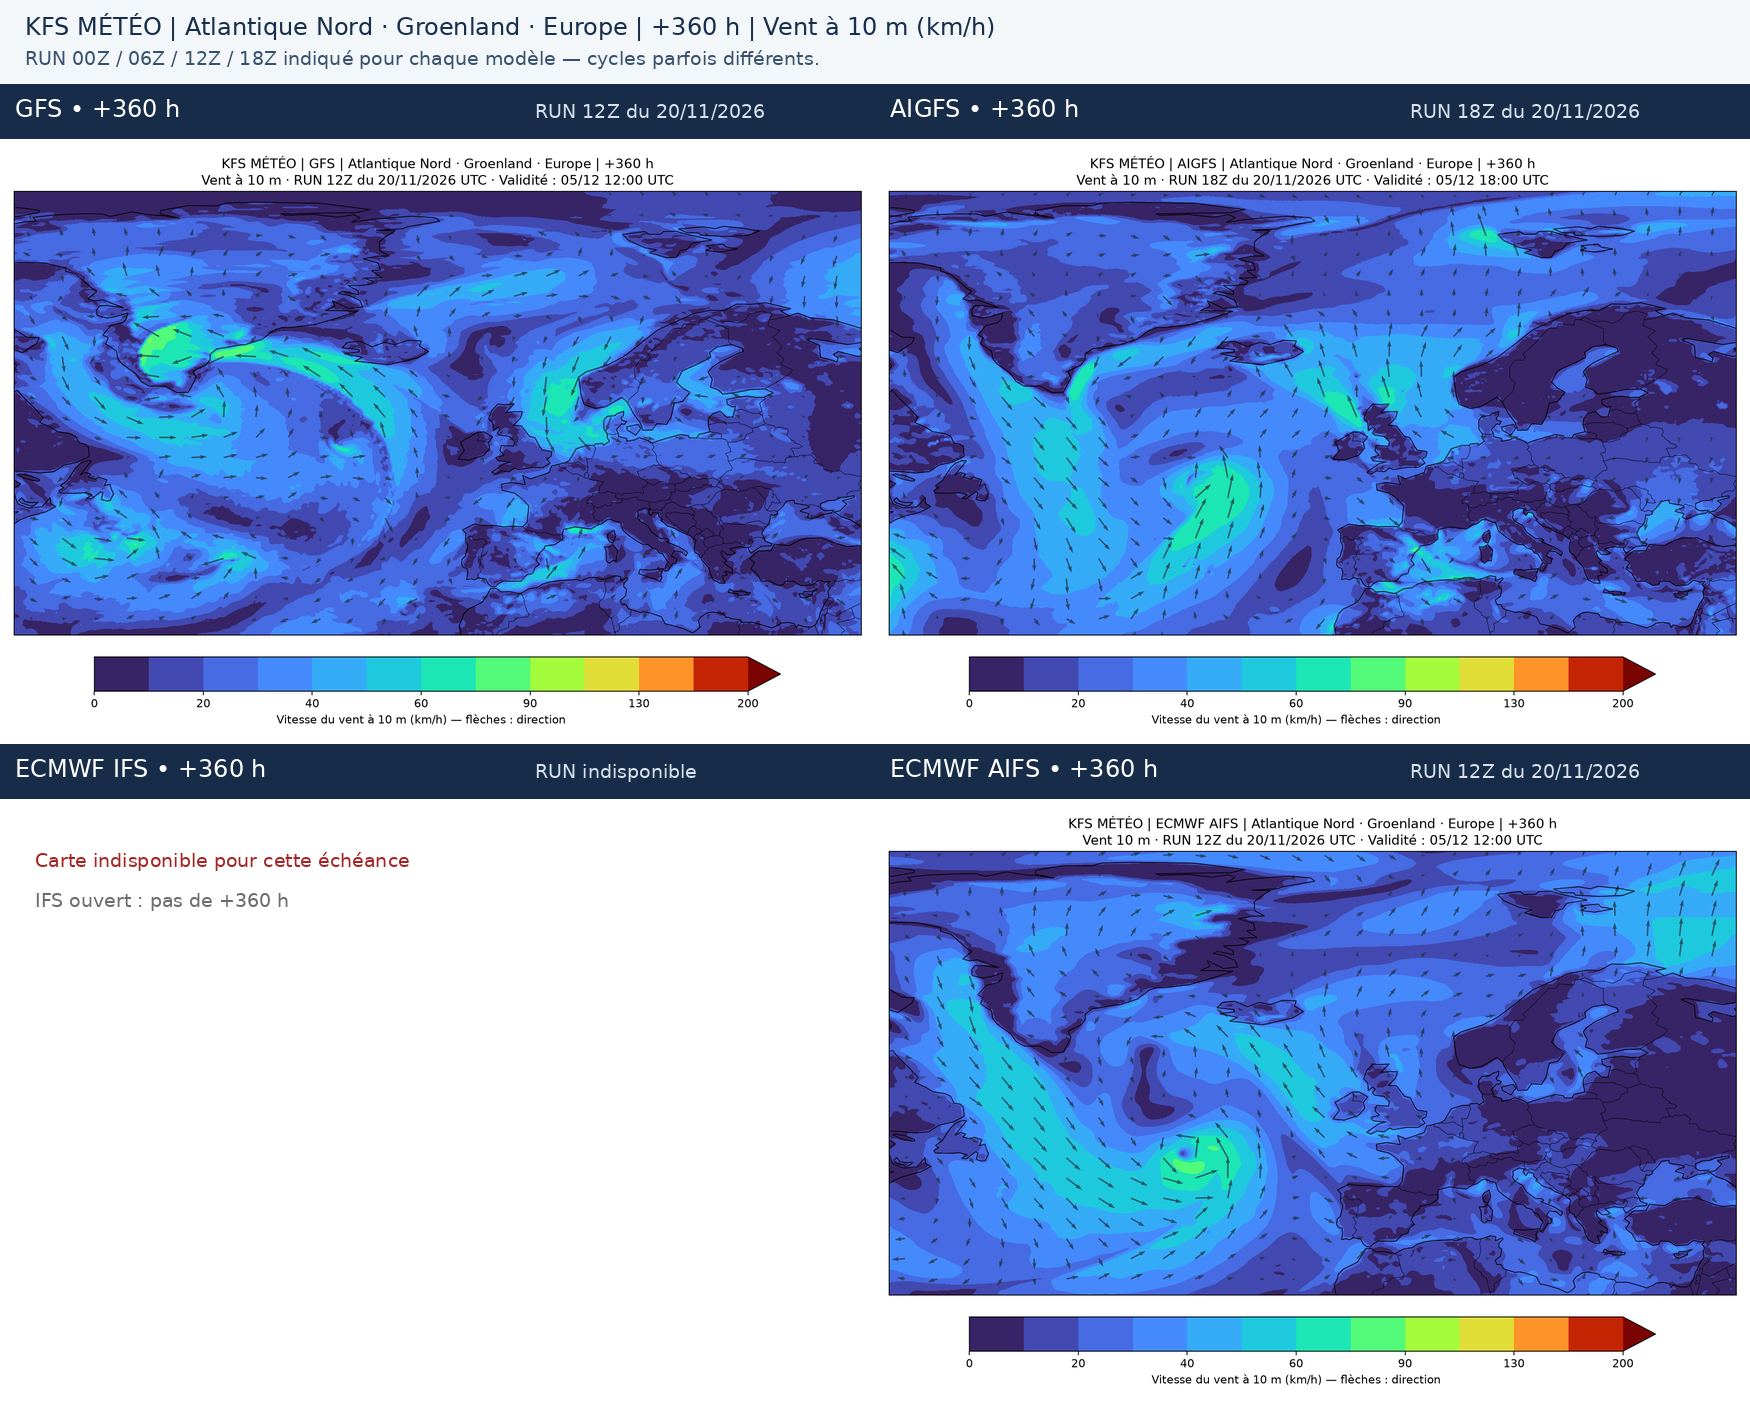 KFS MÉTÉO | Atlantique Nord · Groenland · Europe | +360 h | Vent à 10 m (km/h)
RUN 00Z / 06Z / 12Z / 18Z indiqué pour chaque modèle — cycles parfois différents.
GFS • +360 h
RUN 12Z du 20/11/2026
KFS MÉTÉO | GFS | Atlantique Nord · Groenland · Europe | +360 h
Vent à 10 m · RUN 12Z du 20/11/2026 UTC · Validité : 05/12 12:00 UTC
0 20 40 60 90 130 200
Vitesse du vent à 10 m (km/h) — flèches : direction
AIGFS • +360 h
RUN 18Z du 20/11/2026
KFS MÉTÉO | AIGFS | Atlantique Nord · Groenland · Europe | +360 h
Vent à 10 m · RUN 18Z du 20/11/2026 UTC · Validité : 05/12 18:00 UTC
0 20 40 60 90 130 200
Vitesse du vent à 10 m (km/h) — flèches : direction
ECMWF IFS • +360 h
RUN indisponible
Carte indisponible pour cette échéance
IFS ouvert : pas de +360 h
ECMWF AIFS • +360 h
RUN 12Z du 20/11/2026
KFS MÉTÉO | ECMWF AIFS | Atlantique Nord · Groenland · Europe | +360 h
Vent 10 m · RUN 12Z du 20/11/2026 UTC · Validité : 05/12 12:00 UTC
0 20 40 60 90 130 200
Vitesse du vent à 10 m (km/h) — flèches : direction